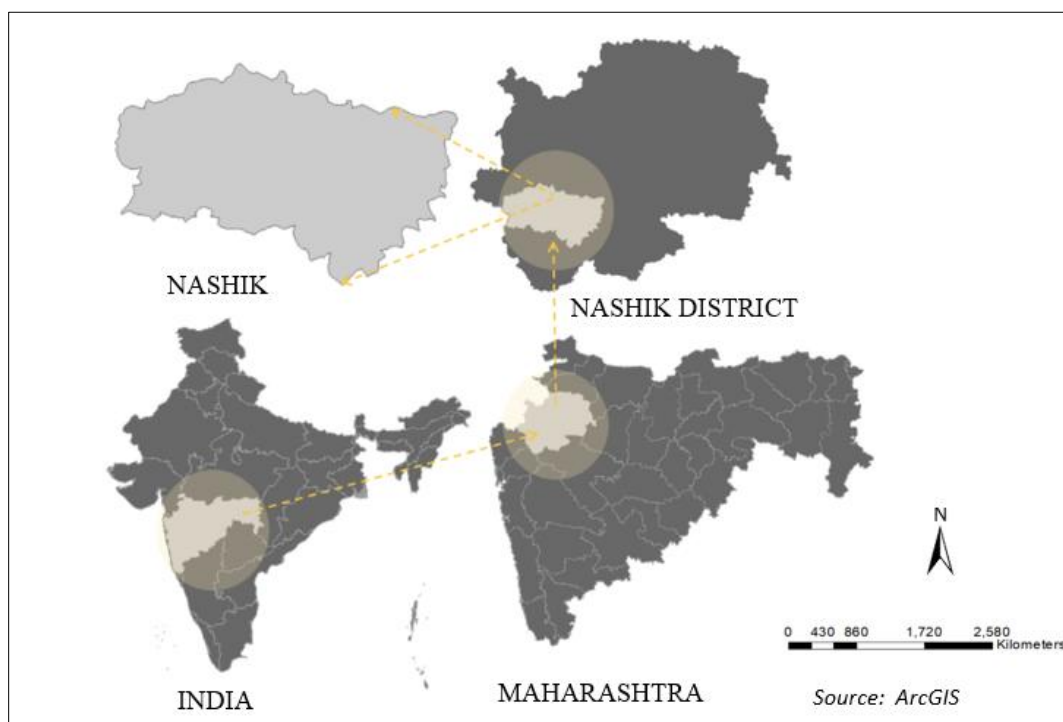 NASHIK
NASHIK DISTRICT
INDIA
MAHARASHTRA
N
0 430 860 1,720 2,580
Kilometers
Source: ArcGIS